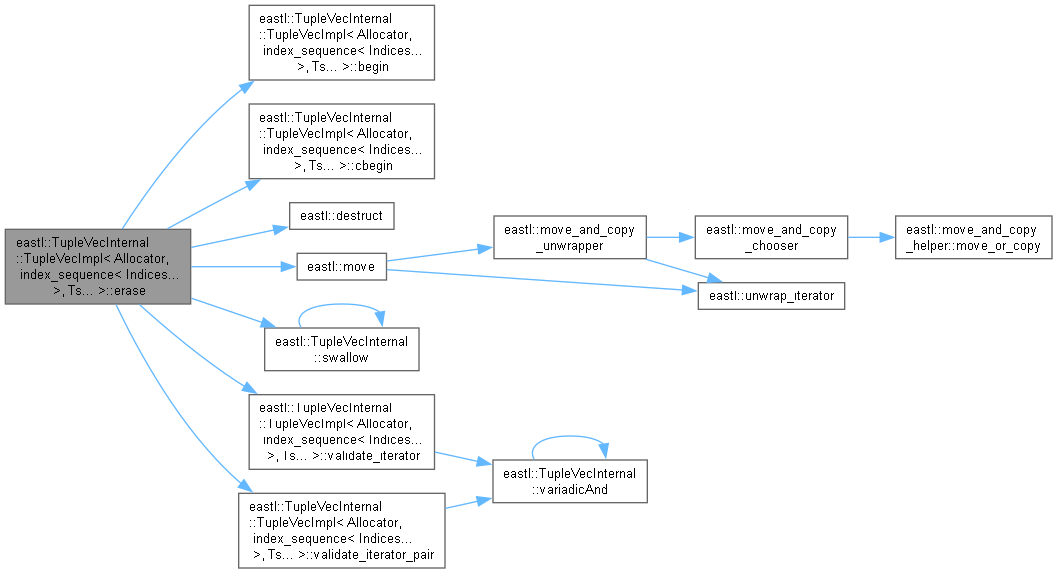 eastl::TupleVecInternal
::TupleVecImpl< Allocator,
index_sequence< Indices...
>, Ts... >::begin
eastl::TupleVecInternal
::TupleVecImpl< Allocator,
index_sequence< Indices...
>, Ts... >::cbegin
eastl::destruct
eastl::move_and_copy
_unwrapper
eastl::move_and_copy
_chooser
eastl::move_and_copy
_helper::move_or_copy
eastl::TupleVecInternal
::TupleVecImpl< Allocator,
index_sequence< Indices...
>, Ts... >::erase
eastl::move
eastl::unwrap_iterator
eastl::TupleVecInternal
::swallow
eastl::TupleVecInternal
::TupleVecImpl< Allocator,
index_sequence< Indices...
>, Ts... >::validate_iterator
eastl::TupleVecInternal
::variadicAnd
eastl::TupleVecInternal
::TupleVecImpl< Allocator,
index_sequence< Indices...
>, Ts... >::validate_iterator_pair